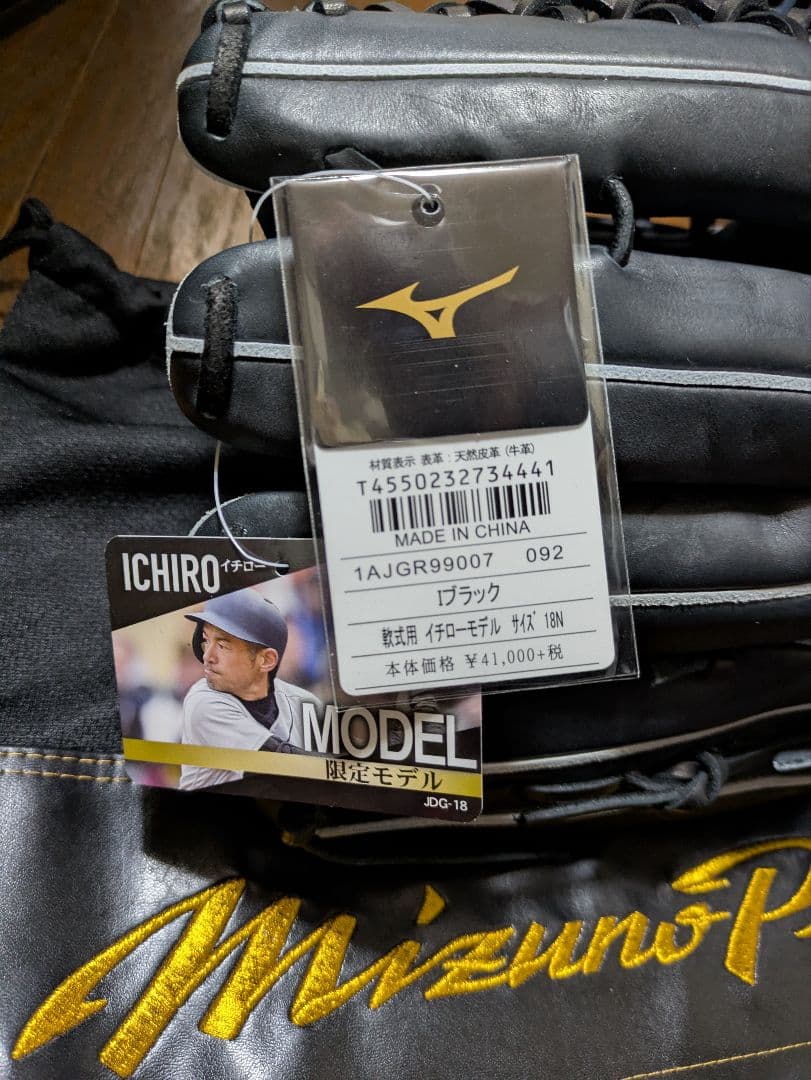 材質表示 表革：天然皮革（牛革）
T4550232734441
MADE IN CHINA
1AJGR99007 092
Iブラック
軟式用 イチローモデル サイズ 18N
本体価格 ¥41,000+税
ICHIRO イチロー
MODEL
限定モデル
JDG-18
Mizuno P